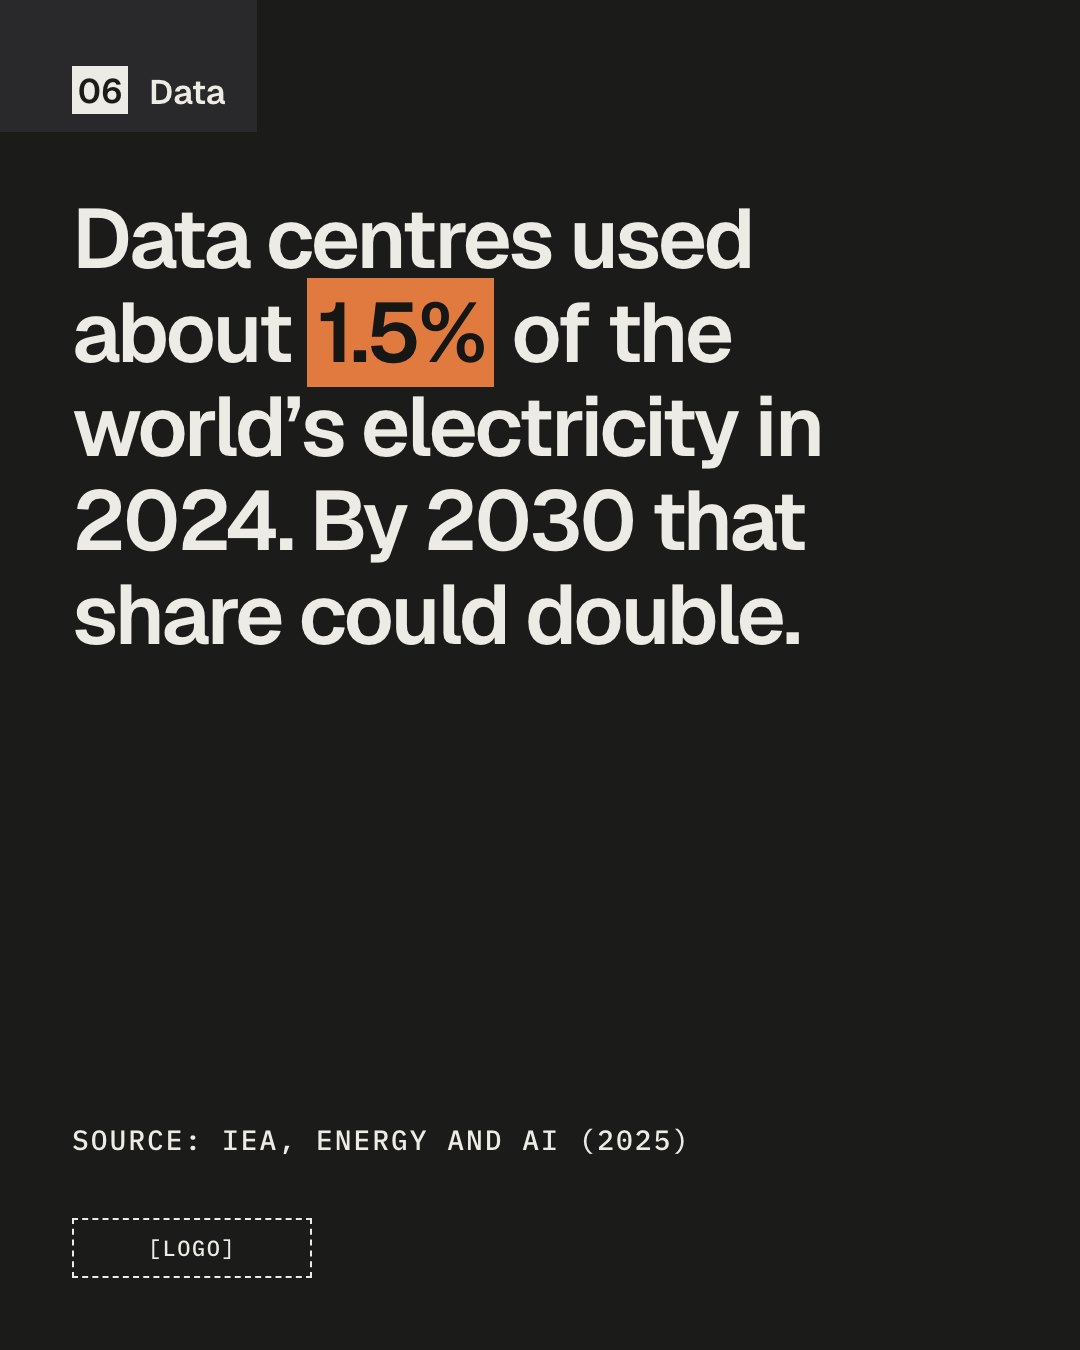 06 Data
Data centres used
about 1.5% of the
world’s electricity in
2024. By 2030 that
share could double.
SOURCE: IEA, ENERGY AND AI (2025)
[LOGO]